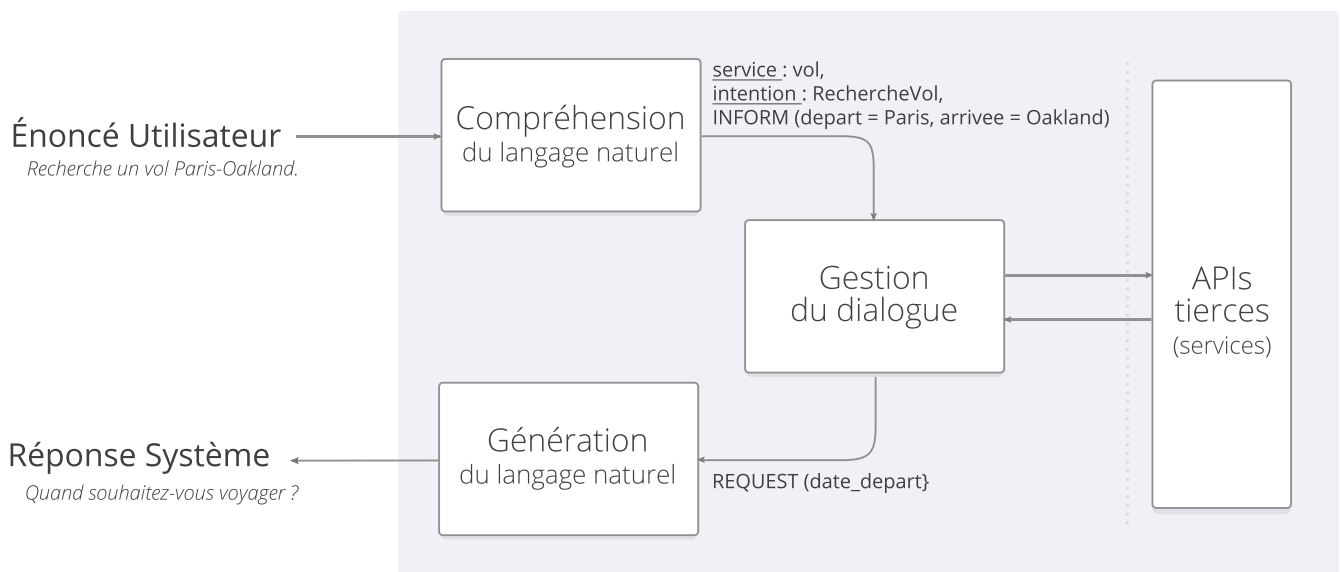 Énoncé Utilisateur
Recherche un vol Paris-Oakland.
Compréhension
du langage naturel
service : vol,
intention : RechercheVol,
INFORM (depart = Paris, arrivee = Oakland)
Gestion
du dialogue
APIs
tierces
(services)
Génération
du langage naturel
REQUEST (date_depart}
Réponse Système
Quand souhaitez-vous voyager ?